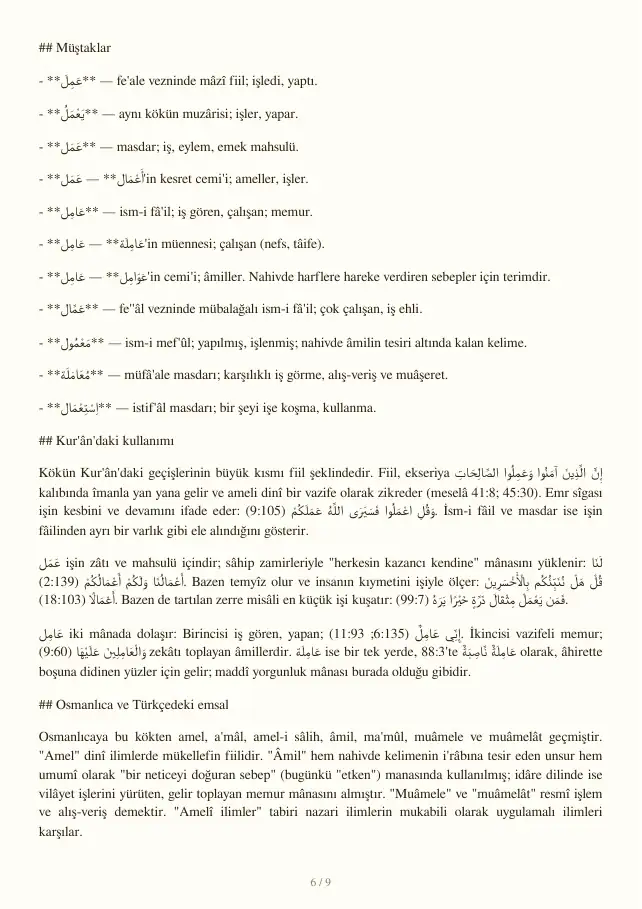 ## Müştaklar
- **عَمِلَ** — fe'ale vezninde mâzî fiil; işledi, yaptı.
- **يَعْمَلُ** — aynı kökün muzârisi; işler, yapar.
- **عَمَل** — masdar; iş, eylem, emek mahsulü.
- **أَعْمَال** — عَمَل'in kesret cemi'i; ameller, işler.
- **عَامِل** — ism-i fâ'il; iş gören, çalışan; memur.
- **عَامِلَة** — عَامِل'in müennesi; çalışan (nefs, tâife).
- **عَوَامِل** — عَامِل'in cemi'i; âmiller. Nahivde harflere hareke verdiren sebepler için terimdir.
- **عَمَّال** — fe''âl vezninde mübalağalı ism-i fâ'il; çok çalışan, iş ehli.
- **مَعْمُول** — ism-i mef'ûl; yapılmış, işlenmiş; nahivde âmilin tesiri altında kalan kelime.
- **مُعَامَلَة** — müfâ'ale masdarı; karşılıklı iş görme, alış-veriş ve muâşeret.
- **اِسْتِعْمَال** — istif'âl masdarı; bir şeyi işe koşma, kullanma.
## Kur'ân'daki kullanımı
Kökün Kur'ân'daki geçişlerinin büyük kısmı fiil şeklindedir. Fiil, ekseriya إِنَّ الَّذِينَ آمَنُوا وَعَمِلُوا الصَّالِحَاتِ
kalıbında îmanla yan yana gelir ve ameli dinî bir vazife olarak zikreder (meselâ 41:8; 45:30). Emr sîgası
işin kesbini ve devamını ifade eder: وَقُلِ اعْمَلُوا فَسَيَرَى اللَّهُ عَمَلَكُمْ (9:105). İsm-i fâil ve masdar ise işin
fâilinden ayrı bir varlık gibi ele alındığını gösterir.
عَمَل işin zâtı ve mahsulü içindir; sâhip zamirleriyle "herkesin kazancı kendine" mânasını yüklenir: لَنَا
أَعْمَالُنَا وَلَكُمْ أَعْمَالُكُمْ (2:139). Bazen temyîz olur ve insanın kıymetini işiyle ölçer: قُلْ هَلْ نُنَبِّئُكُم بِالْأَخْسَرِينَ
أَعْمَالًا (18:103). Bazen de tartılan zerre misâli en küçük işi kuşatır: فَمَن يَعْمَلْ مِثْقَالَ ذَرَّةٍ خَيْرًا يَرَهُ (99:7).
عَامِل iki mânada dolaşır: Birincisi iş gören, yapan; إِنِّي عَامِلٌ (6:135; 11:93). İkincisi vazifeli memur;
وَالْعَامِلِينَ عَلَيْهَا (9:60) zekâtı toplayan âmillerdir. عَامِلَة ise bir tek yerde, 88:3'te عَامِلَةٌ نَاصِبَةٌ olarak, âhirette
boşuna didinen yüzler için gelir; maddî yorgunluk mânası burada olduğu gibidir.
## Osmanlıca ve Türkçedeki emsal
Osmanlıcaya bu kökten amel, a'mâl, amel-i sâlih, âmil, ma'mûl, muâmele ve muâmelât geçmiştir.
"Amel" dinî ilimlerde mükellefin fiilidir. "Âmil" hem nahivde kelimenin i'râbına tesir eden unsur hem
umumî olarak "bir neticeyi doğuran sebep" (bugünkü "etken") manasında kullanılmış; idâre dilinde ise
vilâyet işlerini yürüten, gelir toplayan memur mânasını almıştır. "Muâmele" ve "muâmelât" resmî işlem
ve alış-veriş demektir. "Amelî ilimler" tabiri nazari ilimlerin mukabili olarak uygulamalı ilimleri
karşılar.
6 / 9